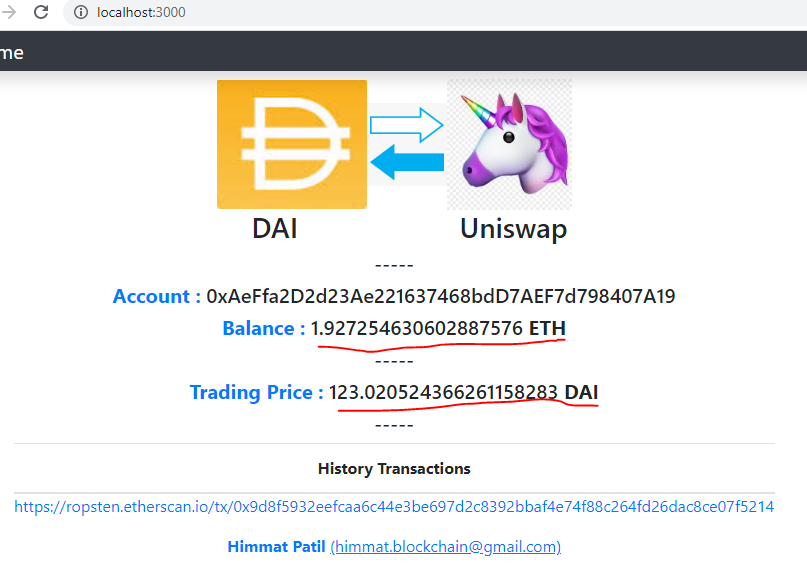 localhost:3000
me
DAI Uniswap
-----
Account : 0xAeFfa2D2d23Ae221637468bdD7AEF7d798407A19
Balance : 1.927254630602887576 ETH
-----
Trading Price : 123.020524366261158283 DAI
-----
History Transactions
https://ropsten.etherscan.io/tx/0x9d8f5932eefcaa6c44e3be697d2c8392bbaf4e74f88c264fd26dac8ce07f5214
Himmat Patil (himmat.blockchain@gmail.com)